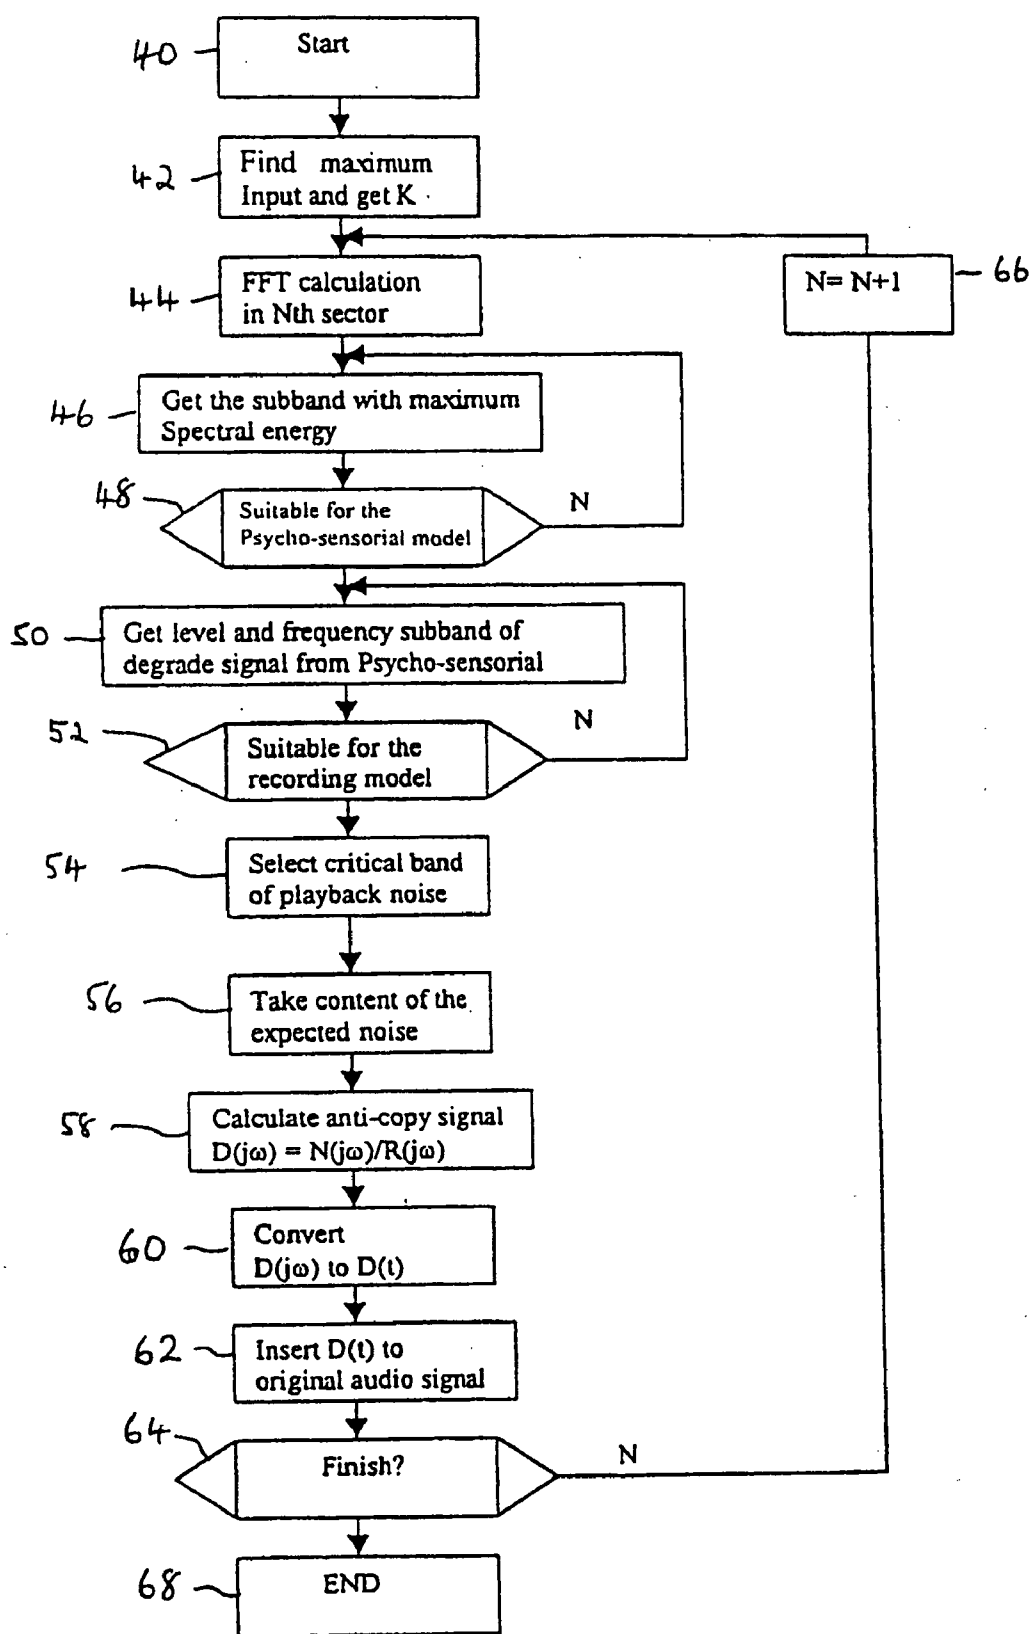 40
Start
42
Find maximum
Input and get K
44
FFT calculation
in Nth sector
N= N+1
66
46
Get the subband with maximum
Spectral energy
48
Suitable for the
Psycho-sensorial model
N
50
Get level and frequency subband of
degrade signal from Psycho-sensorial
52
Suitable for the
recording model
N
54
Select critical band
of playback noise
56
Take content of the
expected noise
58
Calculate anti-copy signal
D(jω) = N(jω)/R(jω)
60
Convert
D(jω) to D(t)
62
Insert D(t) to
original audio signal
64
Finish?
N
68
END